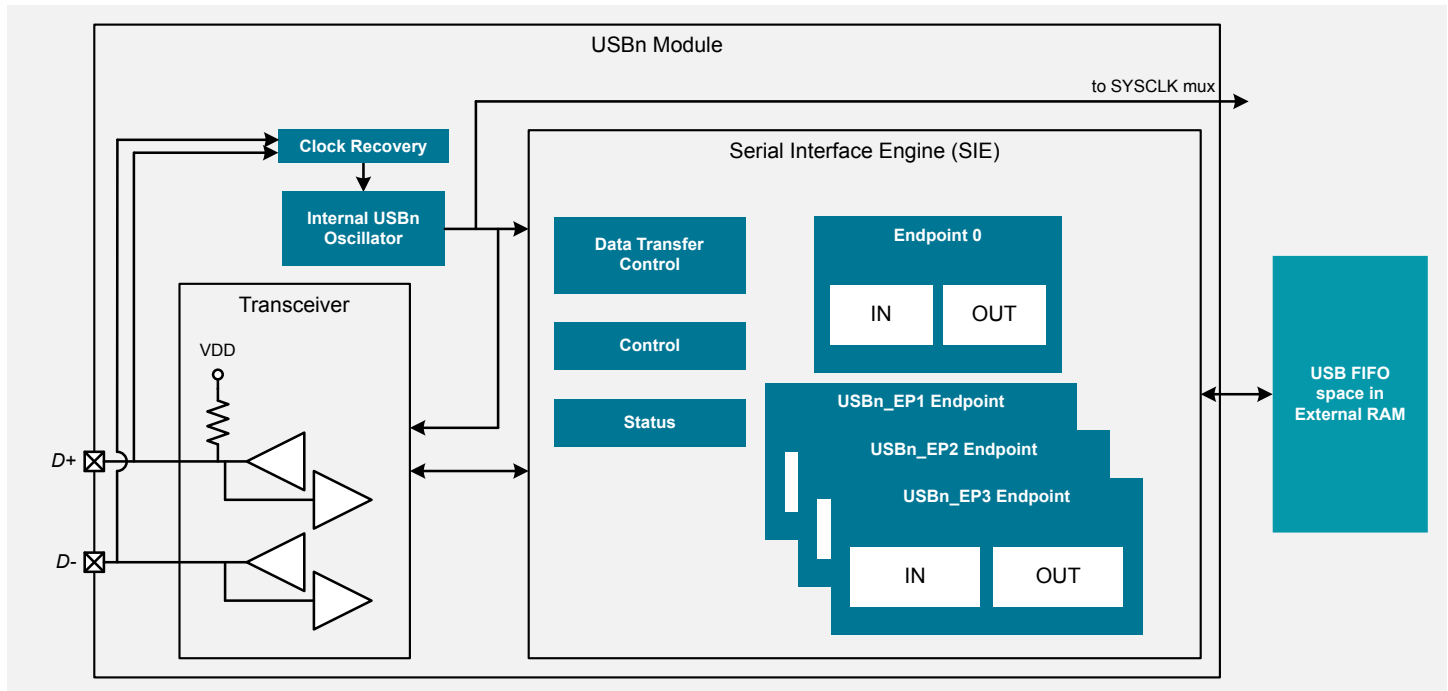 USBn Module
to SYSCLK mux
Clock Recovery
Serial Interface Engine (SIE)
Internal USBn
Oscillator
Data Transfer
Control
Endpoint 0
IN
OUT
Transceiver
VDD
Control
Status
USBn_EP1 Endpoint
USBn_EP2 Endpoint
USBn_EP3 Endpoint
IN
OUT
USB FIFO
space in
External RAM
D+
D-